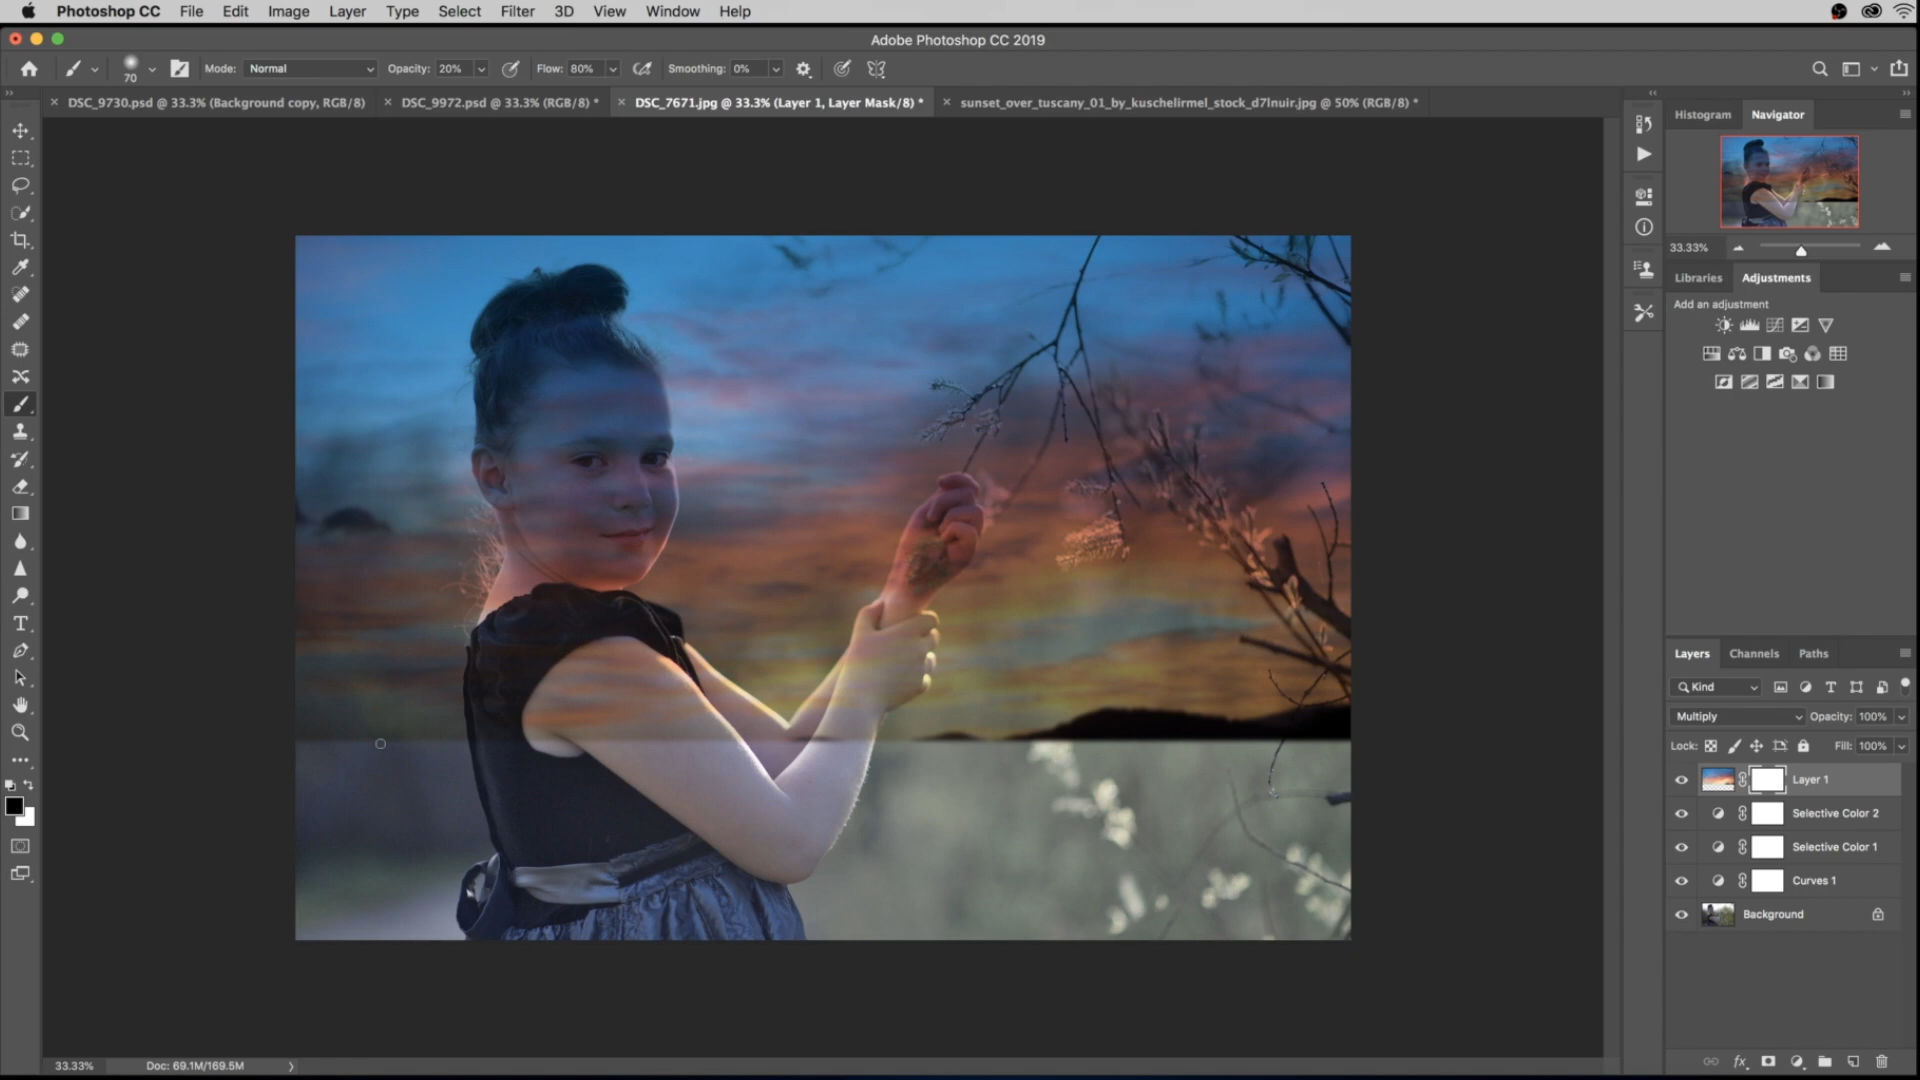 Photoshop CC File Edit Image Layer Type Select Filter 3D View Window Help
Adobe Photoshop CC 2019
70 Mode: Normal Opacity: 20% Flow: 80% Smoothing: 0%
DSC_9730.psd @ 33.3% (Background copy, RGB/8) DSC_9972.psd @ 33.3% (RGB/8) * DSC_7671.jpg @ 33.3% (Layer 1, Layer Mask/8) * sunset_over_tuscany_01_by_kuschelirmel_stock_d7lnuir.jpg @ 50% (RGB/8) *
Histogram Navigator
33.33%
Libraries Adjustments
Add an adjustment
Layers Channels Paths
Kind
Multiply Opacity: 100%
Lock: Fill: 100%
Layer 1
Selective Color 2
Selective Color 1
Curves 1
Background
33.33% Doc: 69.1M/169.5M